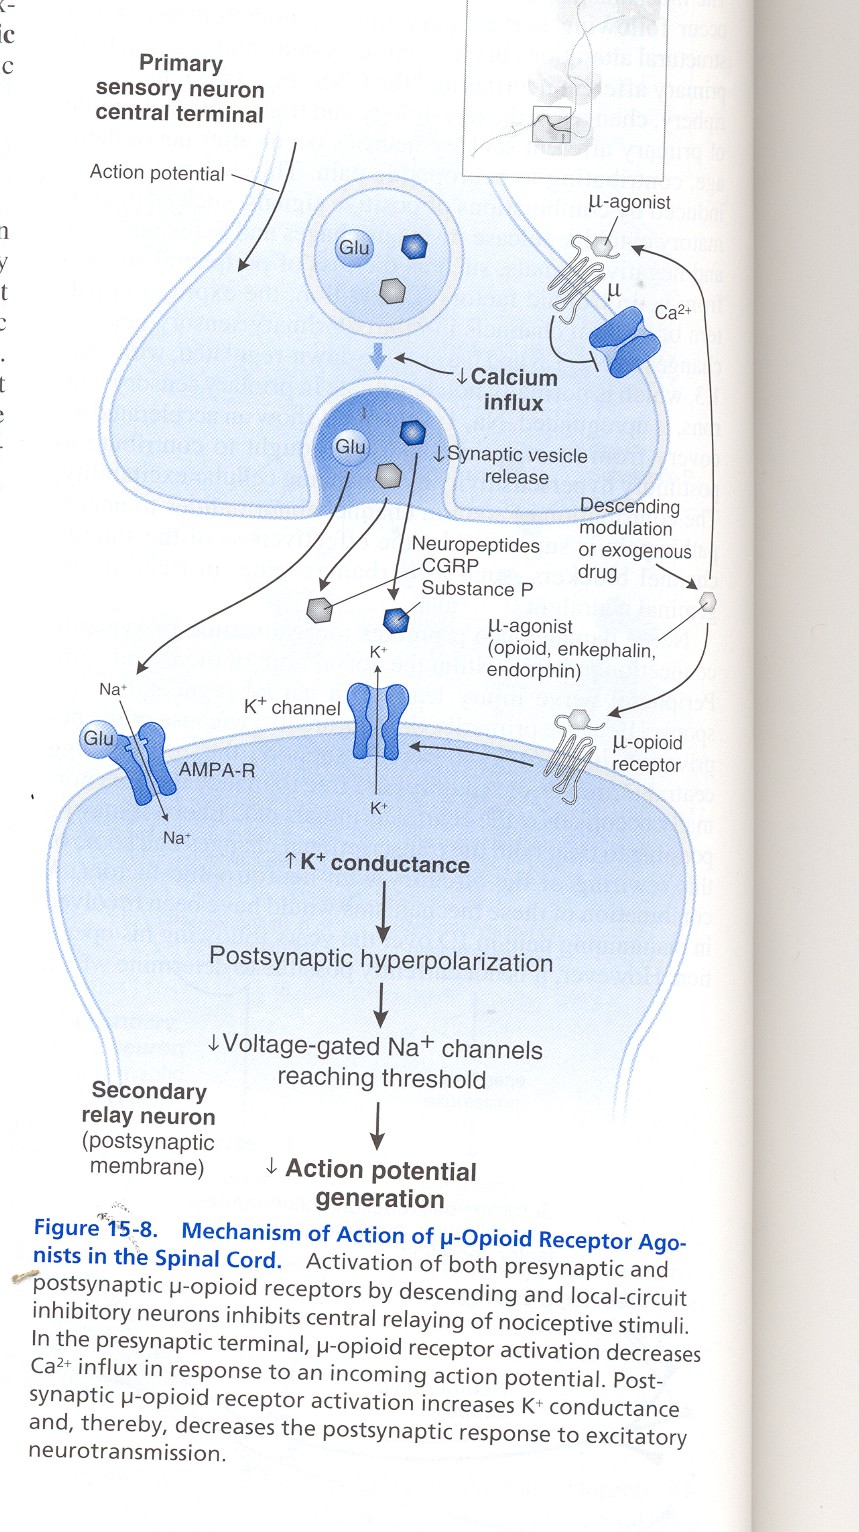 Primary
sensory neuron
central terminal
Action potential
Glu
μ-agonist
μ
Ca²⁺
↓Calcium
influx
Glu
↓Synaptic vesicle
release
Descending
modulation
or exogenous
drug
Neuropeptides
CGRP
Substance P
μ-agonist
(opioid, enkephalin,
endorphin)
K⁺
Na⁺
K⁺ channel
Glu
AMPA-R
μ-opioid
receptor
K⁺
Na⁺
↑K⁺ conductance
Postsynaptic hyperpolarization
↓Voltage-gated Na⁺ channels
reaching threshold
Secondary
relay neuron
(postsynaptic
membrane)
↓ Action potential
generation
Figure 15-8. Mechanism of Action of μ-Opioid Receptor Ago-
nists in the Spinal Cord. Activation of both presynaptic and
postsynaptic μ-opioid receptors by descending and local-circuit
inhibitory neurons inhibits central relaying of nociceptive stimuli.
In the presynaptic terminal, μ-opioid receptor activation decreases
Ca²⁺ influx in response to an incoming action potential. Post-
synaptic μ-opioid receptor activation increases K⁺ conductance
and, thereby, decreases the postsynaptic response to excitatory
neurotransmission.